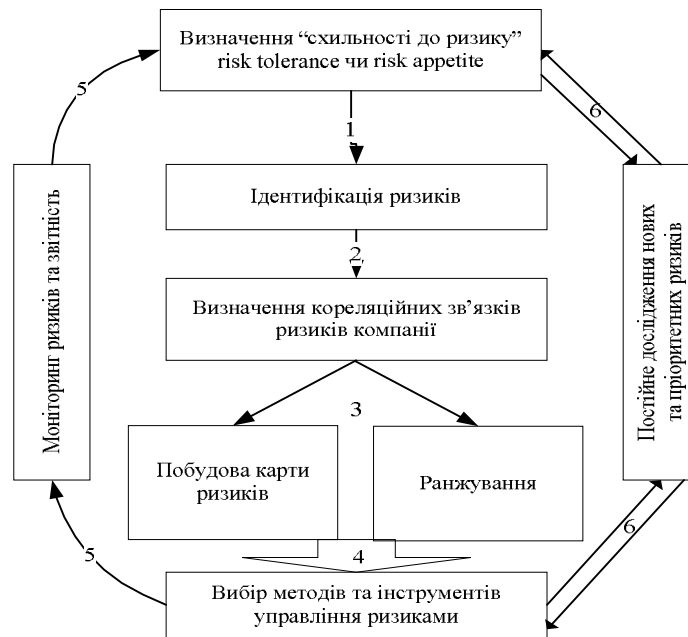 Визначення “схильності до ризику”
risk tolerance чи risk appetite
5
1
6
Ідентифікація ризиків
2
Моніторинг ризиків та звітність
Визначення кореляційних зв’язків
ризиків компанії
Постійне дослідження нових
та пріоритетних ризиків
3
Побудова карти
ризиків
Ранжування
4
5
6
Вибір методів та інструментів
управління ризиками